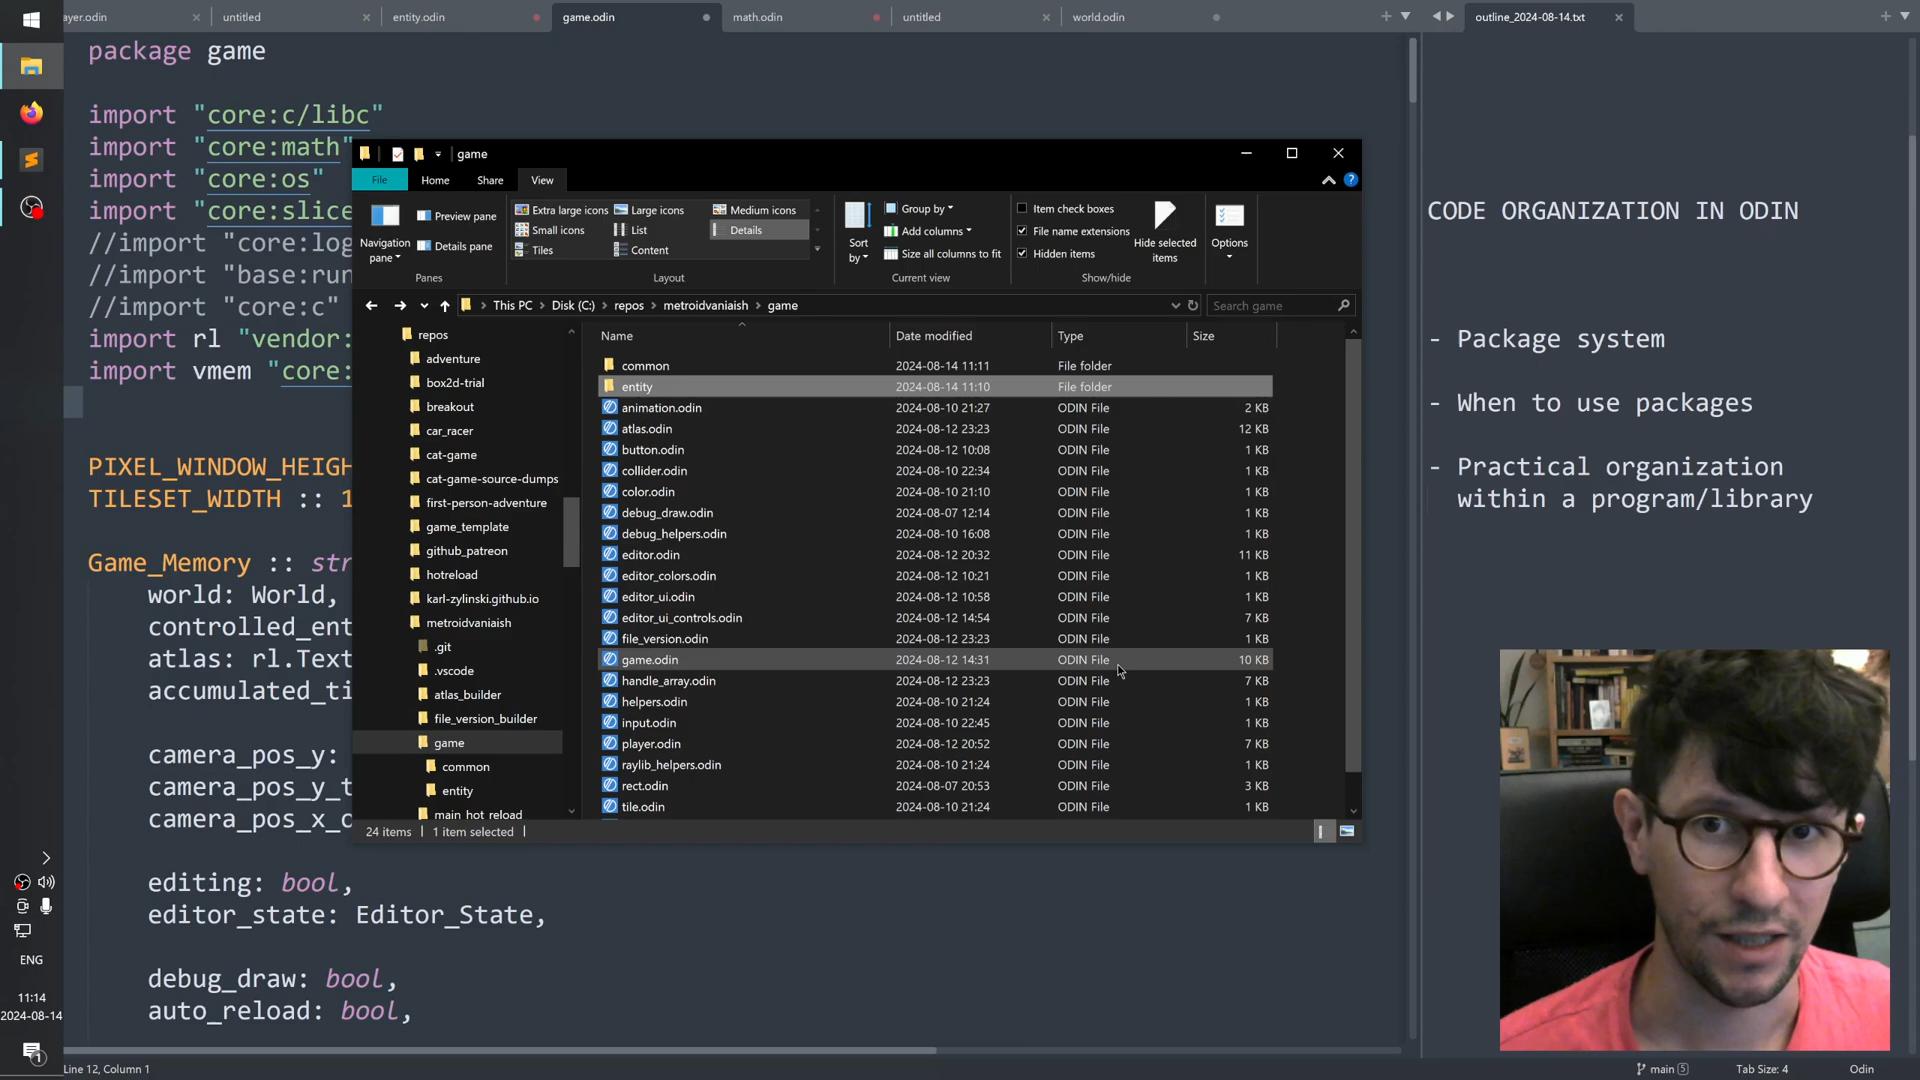 ayer.odin
untitled
entity.odin
game.odin
math.odin
untitled
world.odin
outline_2024-08-14.txt
package game
import "core:c/libc"
import "core:math"
import "core:os"
import "core:slice
//import "core:log
//import "base:run
//import "core:c"
import rl "vendor:
import vmem "core:
PIXEL_WINDOW_HEIGH
TILESET_WIDTH :: 1
Game_Memory :: str
world: World,
controlled_ent
atlas: rl.Text
accumulated_ti
camera_pos_y:
camera_pos_y_t
camera_pos_x_o
editing: bool,
editor_state: Editor_State,
debug_draw: bool,
auto_reload: bool,
game
File
Home
Share
View
Navigation pane
Preview pane
Details pane
Panes
Extra large icons
Large icons
Medium icons
Small icons
List
Details
Tiles
Content
Layout
Sort by
Group by
Add columns
Size all columns to fit
Current view
Item check boxes
File name extensions
Hidden items
Hide selected items
Show/hide
Options
This PC
Disk (C:)
repos
metroidvaniaish
game
Search game
repos
adventure
box2d-trial
breakout
car_racer
cat-game
cat-game-source-dumps
first-person-adventure
game_template
github_patreon
hotreload
karl-zylinski.github.io
metroidvaniaish
.git
.vscode
atlas_builder
file_version_builder
game
common
entity
main_hot_reload
Name Date modified Type Size
common 2024-08-14 11:11 File folder
entity 2024-08-14 11:10 File folder
animation.odin 2024-08-10 21:27 ODIN File 2 KB
atlas.odin 2024-08-12 23:23 ODIN File 12 KB
button.odin 2024-08-12 10:08 ODIN File 1 KB
collider.odin 2024-08-10 22:34 ODIN File 1 KB
color.odin 2024-08-10 21:10 ODIN File 1 KB
debug_draw.odin 2024-08-07 12:14 ODIN File 1 KB
debug_helpers.odin 2024-08-10 16:08 ODIN File 1 KB
editor.odin 2024-08-12 20:32 ODIN File 11 KB
editor_colors.odin 2024-08-12 10:21 ODIN File 1 KB
editor_ui.odin 2024-08-12 10:58 ODIN File 1 KB
editor_ui_controls.odin 2024-08-12 14:54 ODIN File 7 KB
file_version.odin 2024-08-12 23:23 ODIN File 1 KB
game.odin 2024-08-12 14:31 ODIN File 10 KB
handle_array.odin 2024-08-12 23:23 ODIN File 7 KB
helpers.odin 2024-08-10 21:24 ODIN File 1 KB
input.odin 2024-08-10 22:45 ODIN File 1 KB
player.odin 2024-08-12 20:52 ODIN File 7 KB
raylib_helpers.odin 2024-08-10 21:24 ODIN File 1 KB
rect.odin 2024-08-07 20:53 ODIN File 3 KB
tile.odin 2024-08-10 21:24 ODIN File 1 KB
24 items
1 item selected
CODE ORGANIZATION IN ODIN
- Package system
- When to use packages
- Practical organization
within a program/library
ENG
11:14
2024-08-14
1
Line 12, Column 1
main 5
Tab Size: 4
Odin